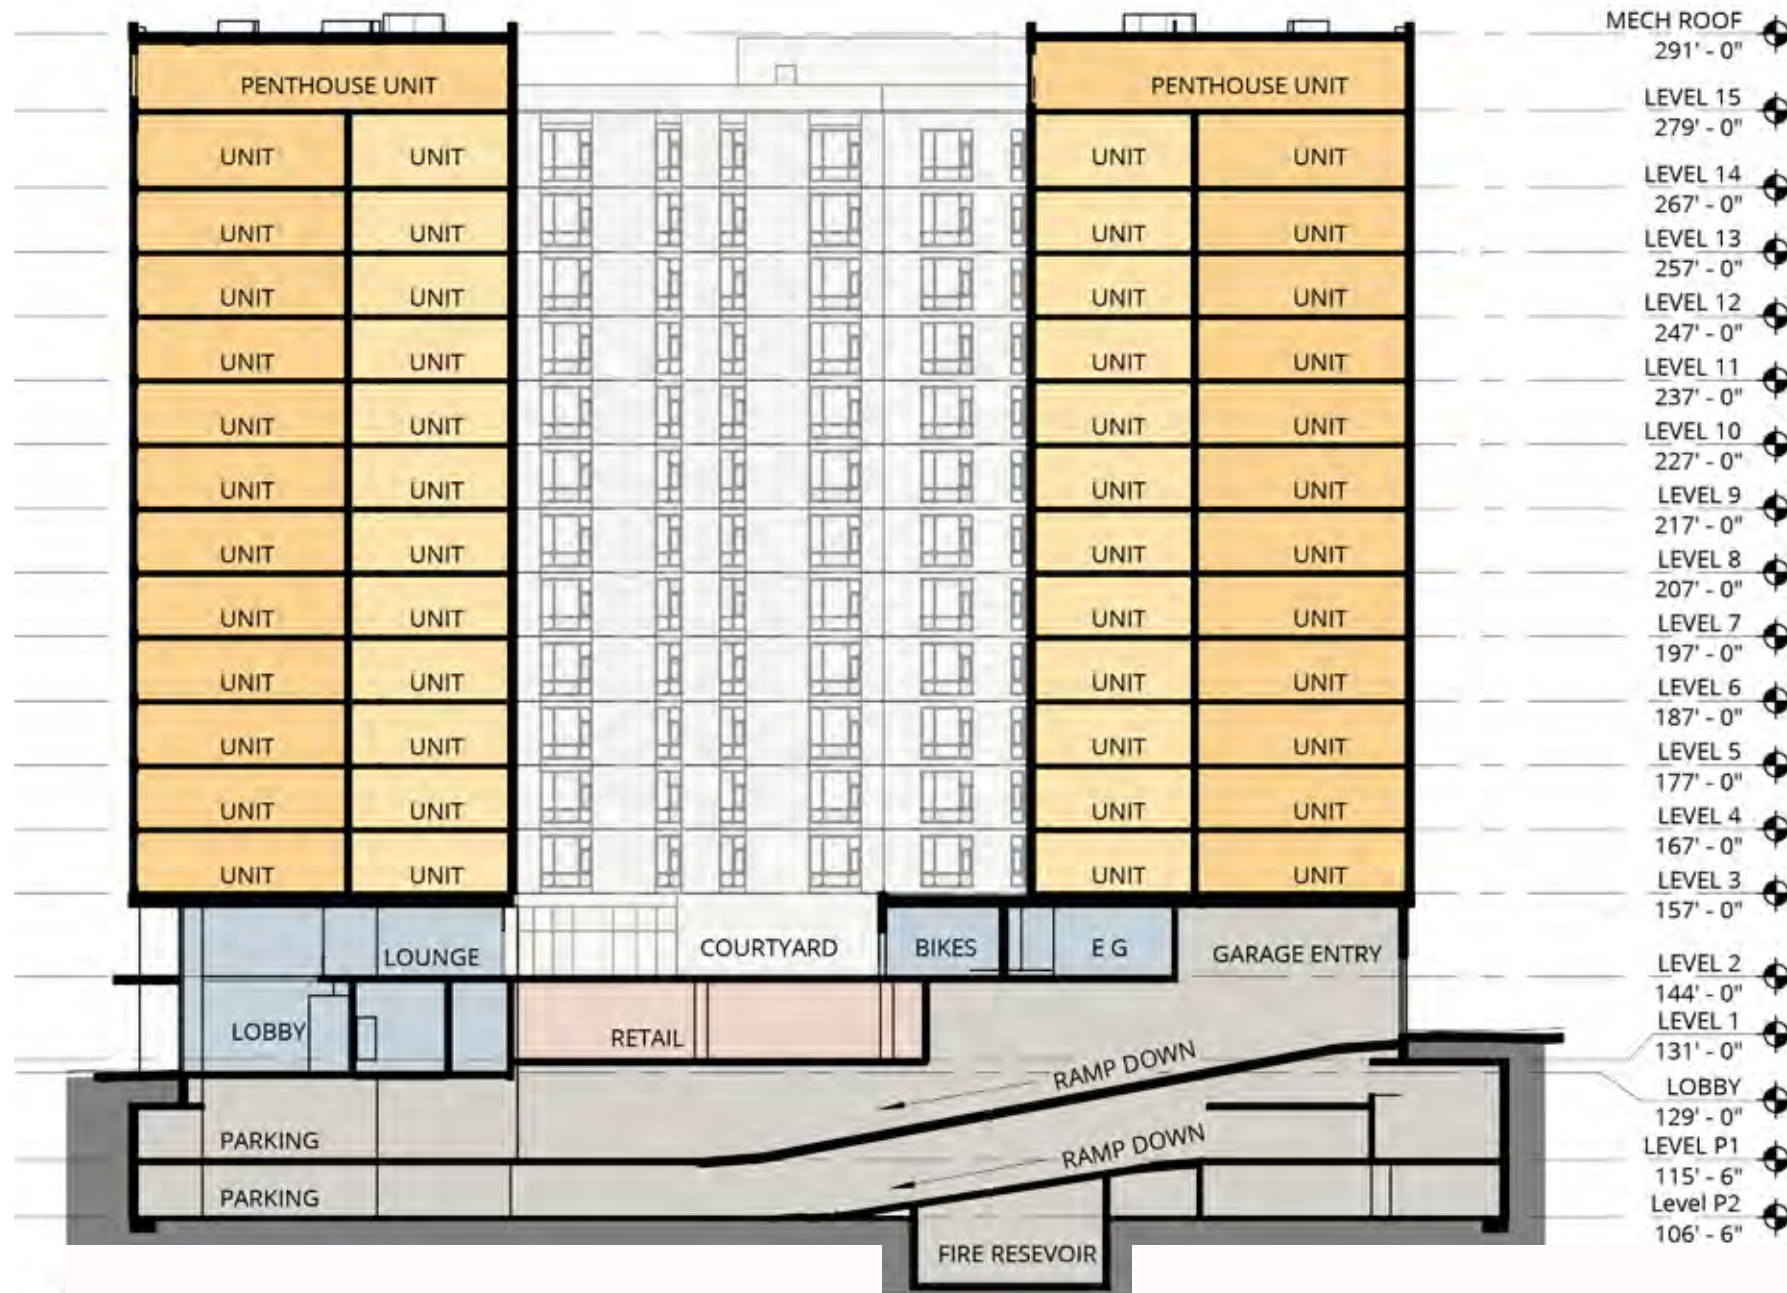 MECH ROOF
291' - 0"
PENTHOUSE UNIT PENTHOUSE UNIT
LEVEL 15
279' - 0"
UNIT UNIT UNIT UNIT
LEVEL 14
267' - 0"
UNIT UNIT UNIT UNIT
LEVEL 13
257' - 0"
UNIT UNIT UNIT UNIT
LEVEL 12
247' - 0"
UNIT UNIT UNIT UNIT
LEVEL 11
237' - 0"
UNIT UNIT UNIT UNIT
LEVEL 10
227' - 0"
UNIT UNIT UNIT UNIT
LEVEL 9
217' - 0"
UNIT UNIT UNIT UNIT
LEVEL 8
207' - 0"
UNIT UNIT UNIT UNIT
LEVEL 7
197' - 0"
UNIT UNIT UNIT UNIT
LEVEL 6
187' - 0"
UNIT UNIT UNIT UNIT
LEVEL 5
177' - 0"
UNIT UNIT UNIT UNIT
LEVEL 4
167' - 0"
UNIT UNIT UNIT UNIT
LEVEL 3
157' - 0"
LOUNGE COURTYARD BIKES E G GARAGE ENTRY
LEVEL 2
144' - 0"
LOBBY RETAIL
LEVEL 1
131' - 0"
RAMP DOWN
LOBBY
129' - 0"
PARKING RAMP DOWN
LEVEL P1
115' - 6"
PARKING
Level P2
106' - 6"
FIRE RESEVOIR